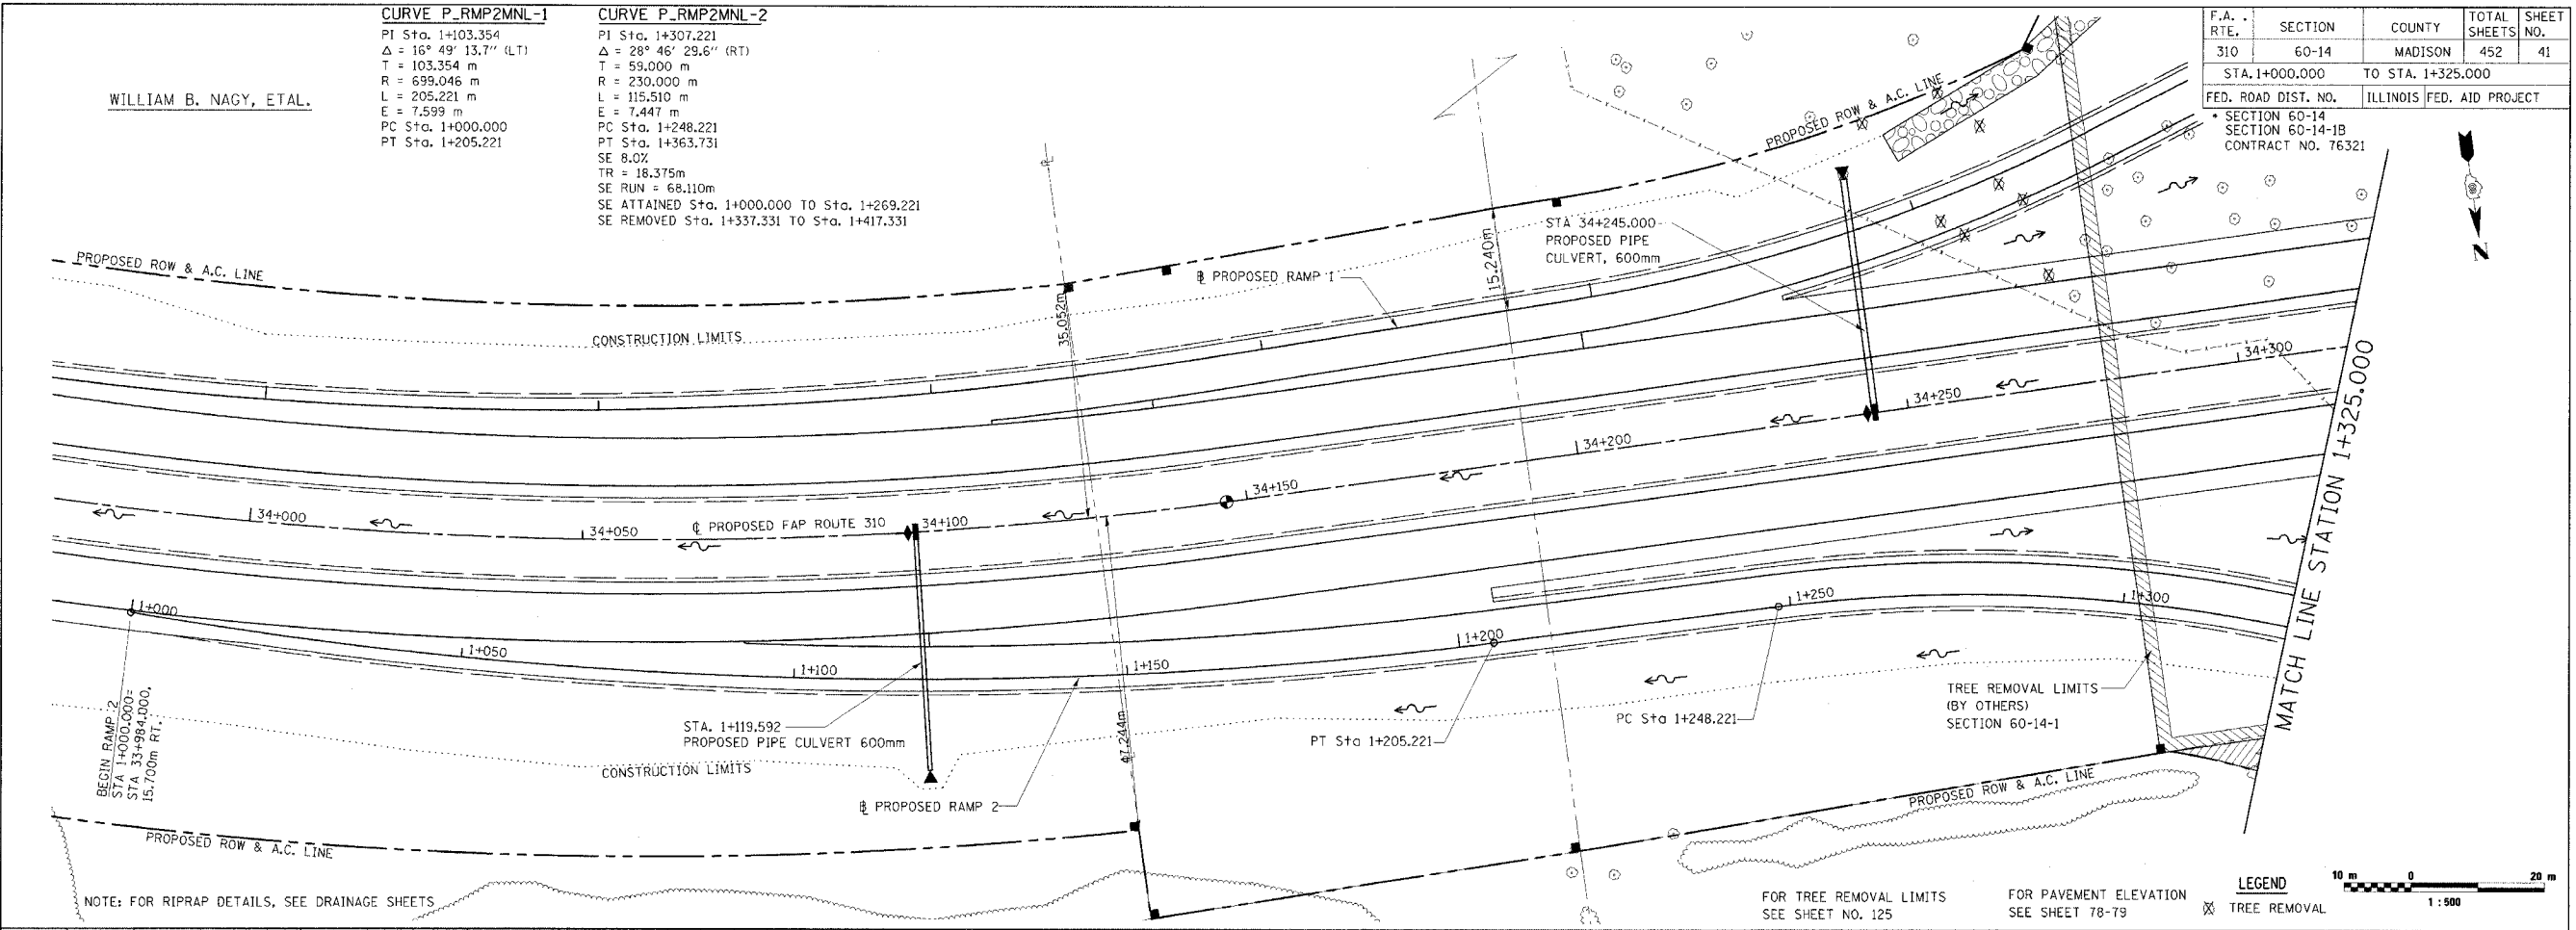 CURVE P_RMP2MNL-1
PI Sta. 1+103.354
Δ = 16° 49' 13.7'' (LT)
T = 103.354 m
R = 699.046 m
L = 205.221 m
E = 7.599 m
PC Sta. 1+000.000
PT Sta. 1+205.221
CURVE P_RMP2MNL-2
PI Sta. 1+307.221
Δ = 28° 46' 29.6'' (RT)
T = 59.000 m
R = 230.000 m
L = 115.510 m
E = 7.447 m
PC Sta. 1+248.221
PT Sta. 1+363.731
SE 8.0%
TR = 18.375m
SE RUN = 68.110m
SE ATTAINED Sta. 1+000.000 TO Sta. 1+269.221
SE REMOVED Sta. 1+337.331 TO Sta. 1+417.331
F.A. RTE. SECTION COUNTY TOTAL SHEETS SHEET NO.
310 60-14 MADISON 452 41
STA. 1+000.000 TO STA. 1+325.000
FED. ROAD DIST. NO. ILLINOIS FED. AID PROJECT
* SECTION 60-14
SECTION 60-14-1B
CONTRACT NO. 76321
N
WILLIAM B. NAGY, ETAL.
PROPOSED ROW & A.C. LINE
PROPOSED ROW & A.C. LINE
CONSTRUCTION LIMITS
℄ PROPOSED RAMP 1
35.052m
15.240m
STA 34+245.000
PROPOSED PIPE
CULVERT, 600mm
34+000
34+050
℄ PROPOSED FAP ROUTE 310
34+100
34+150
34+200
34+250
34+300
MATCH LINE STATION 1+325.000
1+000
1+050
1+100
1+150
1+200
1+250
1+300
BEGIN RAMP 2
STA 1+000.000=
STA 33+984.000,
15.700m RT.
STA. 1+119.592
PROPOSED PIPE CULVERT 600mm
CONSTRUCTION LIMITS
℄ PROPOSED RAMP 2
47.244m
PT Sta 1+205.221
PC Sta 1+248.221
TREE REMOVAL LIMITS
(BY OTHERS)
SECTION 60-14-1
PROPOSED ROW & A.C. LINE
PROPOSED ROW & A.C. LINE
NOTE: FOR RIPRAP DETAILS, SEE DRAINAGE SHEETS
FOR TREE REMOVAL LIMITS
SEE SHEET NO. 125
FOR PAVEMENT ELEVATION
SEE SHEET 78-79
LEGEND
TREE REMOVAL
10 m 0 20 m
1 : 500